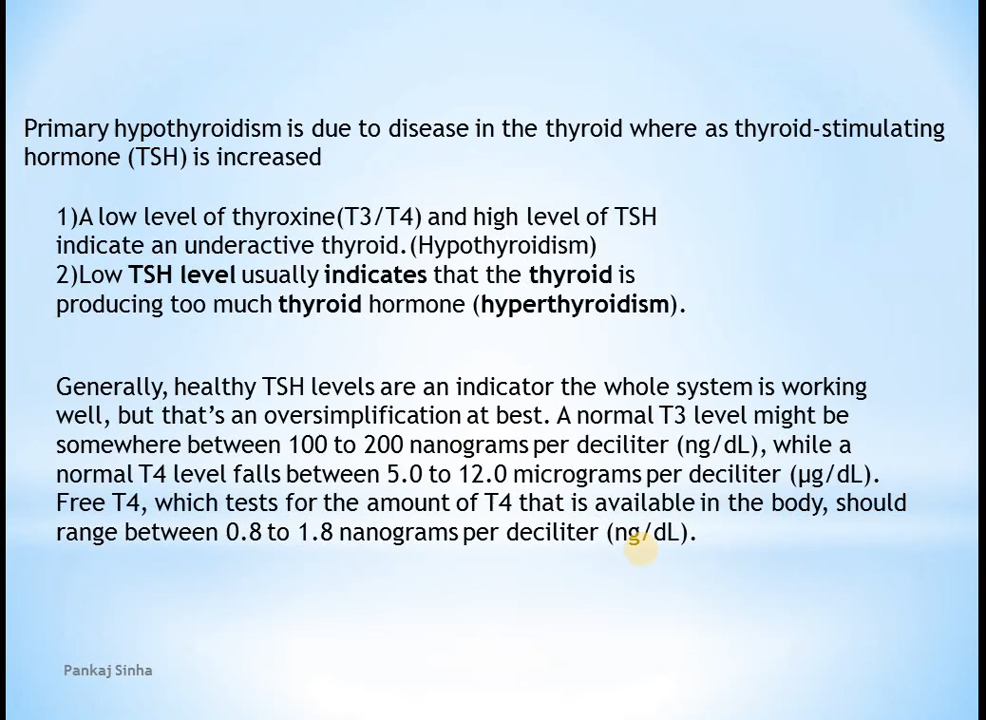 Primary hypothyroidism is due to disease in the thyroid where as thyroid-stimulating
hormone (TSH) is increased
1)A low level of thyroxine(T3/T4) and high level of TSH
indicate an underactive thyroid.(Hypothyroidism)
2)Low TSH level usually indicates that the thyroid is
producing too much thyroid hormone (hyperthyroidism).
Generally, healthy TSH levels are an indicator the whole system is working
well, but that’s an oversimplification at best. A normal T3 level might be
somewhere between 100 to 200 nanograms per deciliter (ng/dL), while a
normal T4 level falls between 5.0 to 12.0 micrograms per deciliter (μg/dL).
Free T4, which tests for the amount of T4 that is available in the body, should
range between 0.8 to 1.8 nanograms per deciliter (ng/dL).
Pankaj Sinha